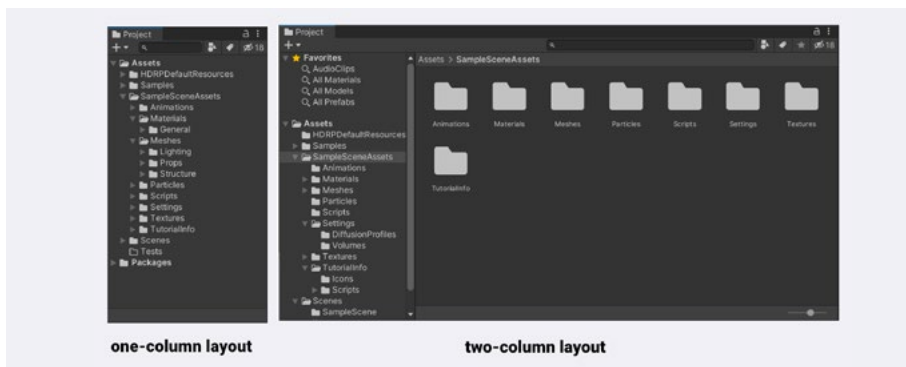 Project
18
Assets
HDRPDefaultResources
Samples
SampleSceneAssets
Animations
Materials
General
Meshes
Lighting
Props
Structure
Particles
Scripts
Settings
Textures
TutorialInfo
Scenes
Tests
Packages
one-column layout
Project
18
Favorites
AudioClips
All Materials
All Models
All Prefabs
Assets
HDRPDefaultResources
Samples
SampleSceneAssets
Animations
Materials
Meshes
Particles
Scripts
Settings
DiffusionProfiles
Volumes
Textures
TutorialInfo
Icons
Scripts
Scenes
SampleScene
Assets > SampleSceneAssets
Animations Materials Meshes Particles Scripts Settings Textures
TutorialInfo
two-column layout